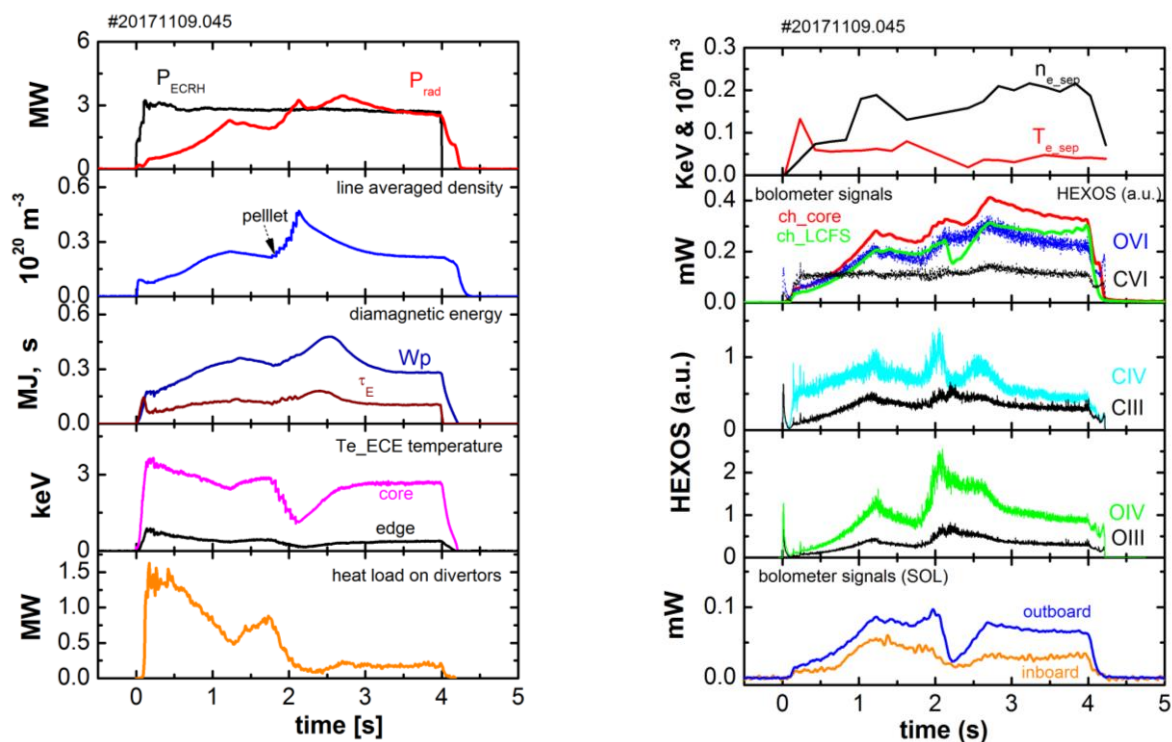 #20171109.045
6
3
0
MW
P_ECRH
P_rad
0.6
0.3
0.0
10^20 m^-3
line averaged density
pelllet
0.6
0.3
0.0
MJ, s
diamagnetic energy
Wp
τ_E
3
0
keV
Te_ECE temperature
core
edge
1.5
1.0
0.5
0.0
MW
heat load on divertors
0 1 2 3 4 5
time [s]
#20171109.045
0.3
0.2
0.1
0.0
KeV & 10^20 m^-3
n_e_sep
T_e_sep
0.4
0.2
0.0
mW
bolometer signals
HEXOS (a.u.)
ch_core
ch_LCFS
OVI
CVI
1
0
HEXOS (a.u.)
CIV
CIII
2
1
0
HEXOS (a.u.)
OIV
OIII
0.1
0.0
mW
bolometer signals (SOL)
outboard
inboard
0 1 2 3 4 5
time (s)